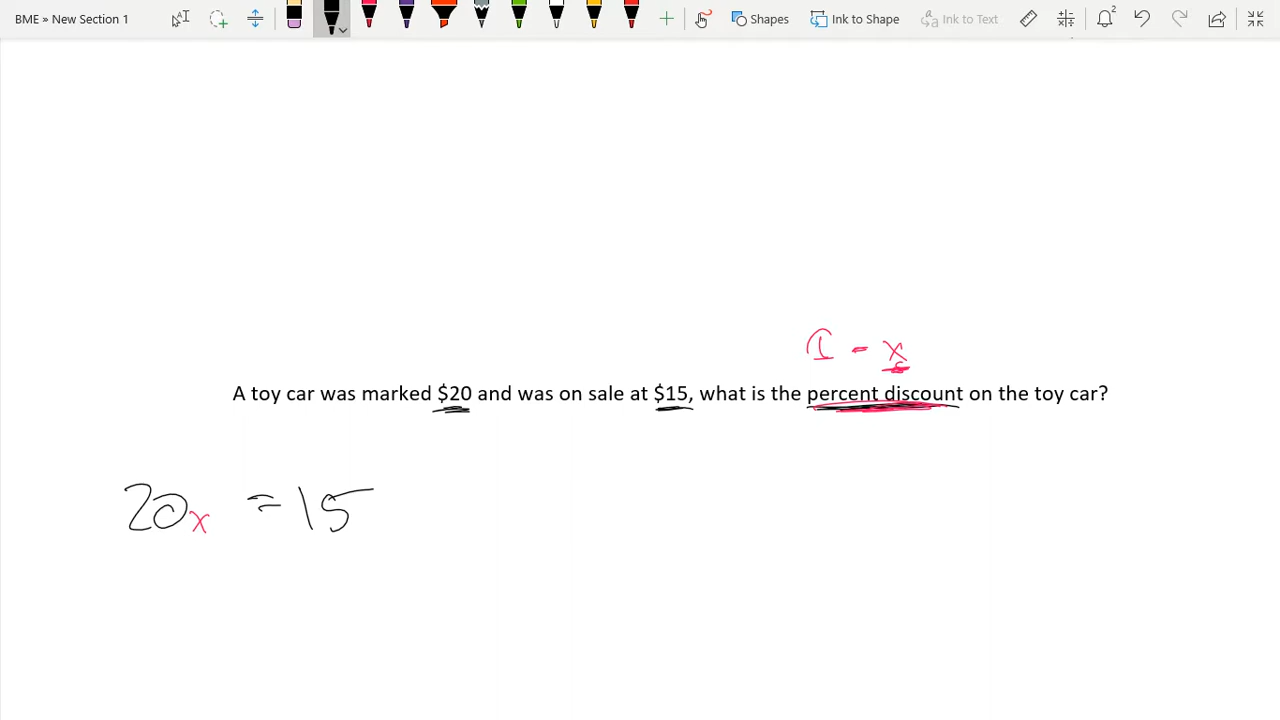 BME » New Section 1
Shapes
Ink to Shape
Ink to Text
2
1 - x
A toy car was marked $20 and was on sale at $15, what is the percent discount on the toy car?
20x = 15